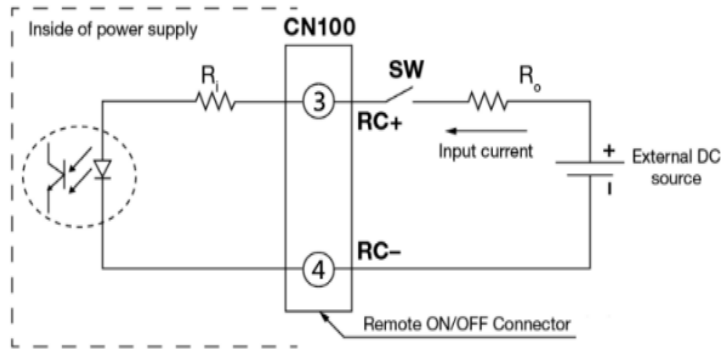 Inside of power supply
CN100
Ri
3
SW
Ro
RC+
Input current
+
External DC
source
RC−
4
Remote ON/OFF Connector